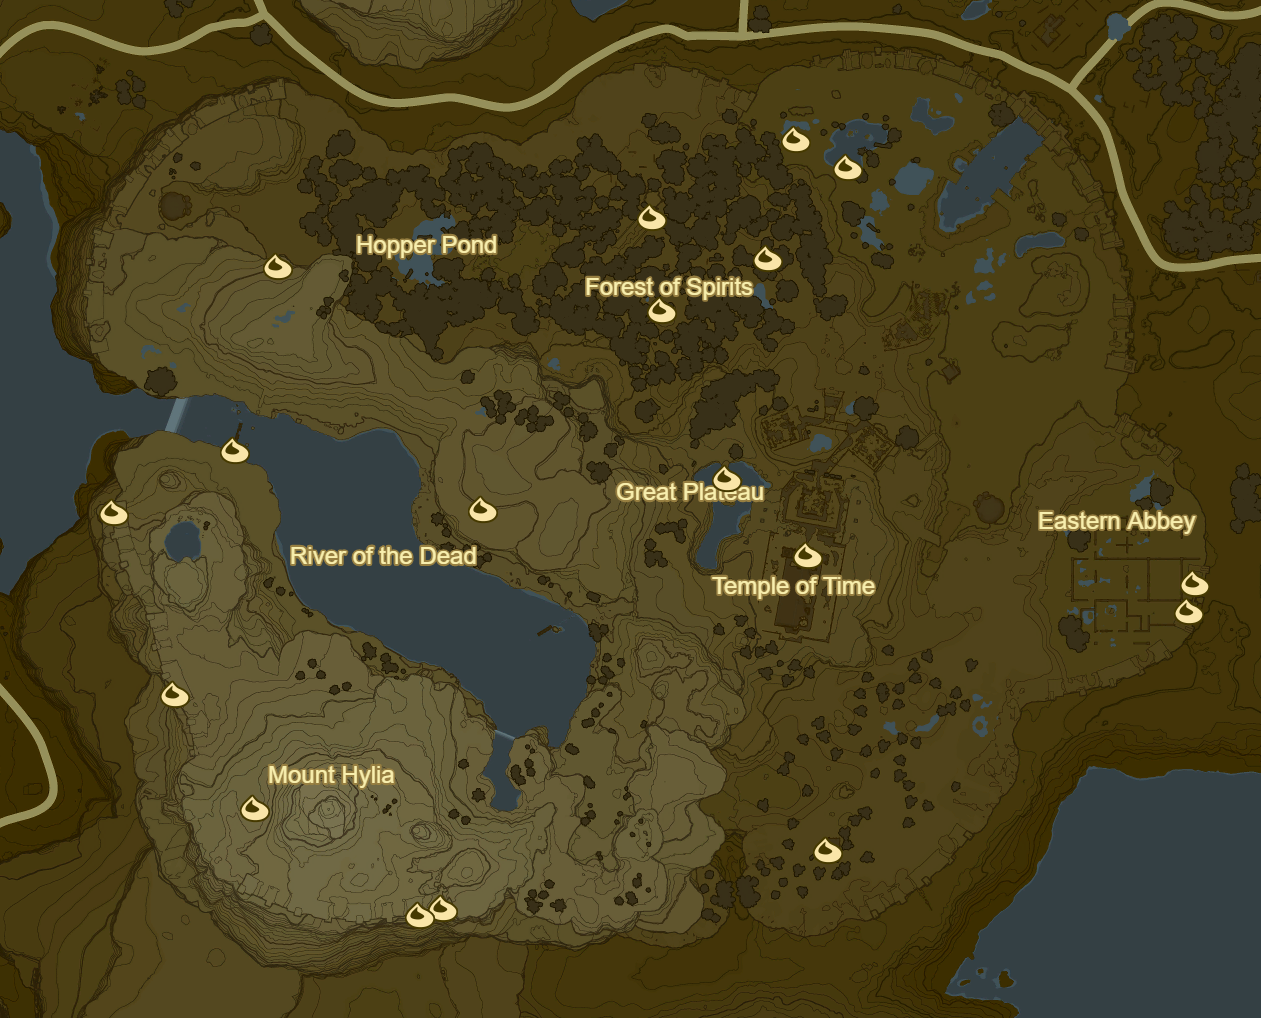 Hopper Pond
Forest of Spirits
Great Plateau
Eastern Abbey
River of the Dead
Temple of Time
Mount Hylia